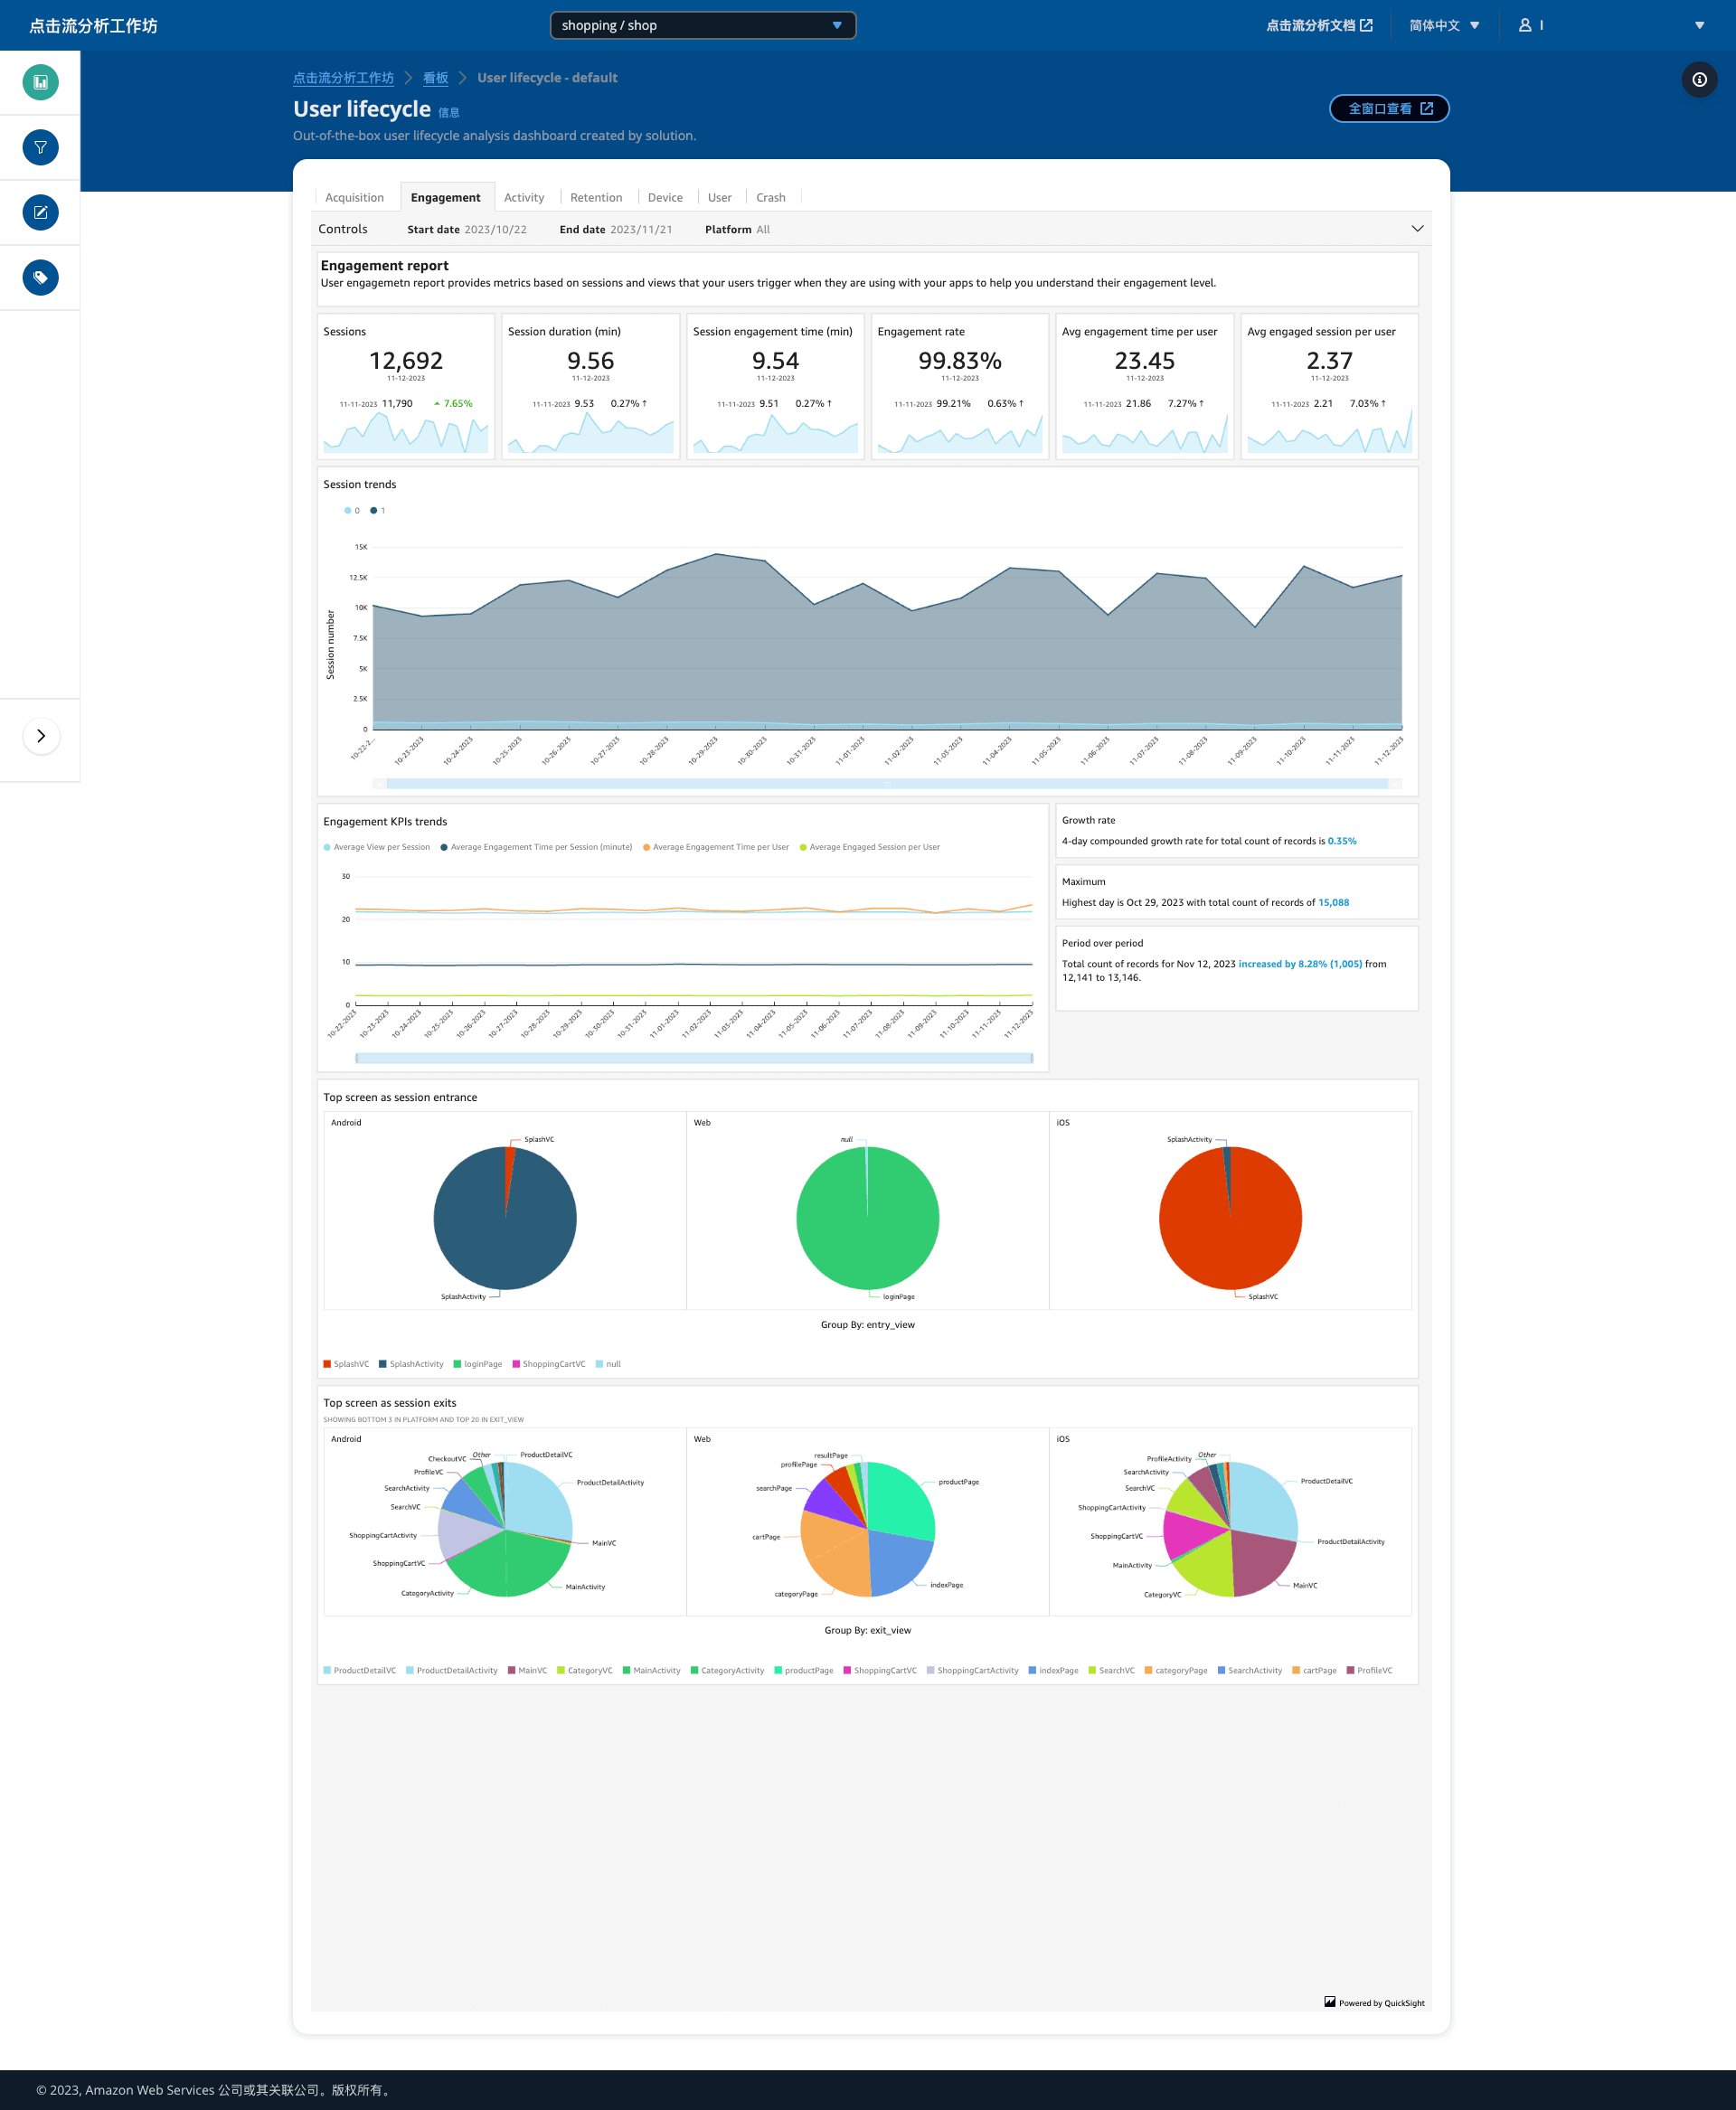 点击流分析工作坊
shopping / shop
点击流分析文档
简体中文
点击流分析工作坊 > 看板 > User lifecycle - default
User lifecycle 信息
全窗口查看
Out-of-the-box user lifecycle analysis dashboard created by solution.
Acquisition Engagement Activity Retention Device User Crash
Controls Start date 2023/10/22 End date 2023/11/21 Platform All
Engagement report
User engagemetn report provides metrics based on sessions and views that your users trigger when they are using with your apps to help you understand their engagement level.
Sessions
12,692
11-12-2023
11-11-2023 11,790 7.65%
Session duration (min)
9.56
11-12-2023
11-11-2023 9.53 0.27%↑
Session engagement time (min)
9.54
11-12-2023
11-11-2023 9.51 0.27%↑
Engagement rate
99.83%
11-12-2023
11-11-2023 99.21% 0.63%↑
Avg engagement time per user
23.45
11-12-2023
11-11-2023 21.86 7.27%↑
Avg engaged session per user
2.37
11-12-2023
11-11-2023 2.21 7.03%↑
Session trends
0 1
Session number
15K
12.5K
10K
7.5K
5K
2.5K
0
10-22-2... 10-23-2023 10-24-2023 10-25-2023 10-26-2023 10-27-2023 10-28-2023 10-29-2023 10-30-2023 10-31-2023 11-01-2023 11-02-2023 11-03-2023 11-04-2023 11-05-2023 11-06-2023 11-07-2023 11-08-2023 11-09-2023 11-10-2023 11-11-2023 11-12-2023
Engagement KPIs trends
Average View per Session Average Engagement Time per Session (minute) Average Engagement Time per User Average Engaged Session per User
30
20
10
0
10-22-2023 10-23-2023 10-24-2023 10-25-2023 10-26-2023 10-27-2023 10-28-2023 10-29-2023 10-30-2023 10-31-2023 11-01-2023 11-02-2023 11-03-2023 11-04-2023 11-05-2023 11-06-2023 11-07-2023 11-08-2023 11-09-2023 11-10-2023 11-11-2023 11-12-2023
Growth rate
4-day compounded growth rate for total count of records is 0.35%
Maximum
Highest day is Oct 29, 2023 with total count of records of 15,088
Period over period
Total count of records for Nov 12, 2023 increased by 8.28% (1,005) from
12,141 to 13,146.
Top screen as session entrance
Android
SplashVC
SplashActivity
Web
null
loginPage
iOS
SplashActivity
SplashVC
Group By: entry_view
SplashVC SplashActivity loginPage ShoppingCartVC null
Top screen as session exits
SHOWING BOTTOM 3 IN PLATFORM AND TOP 20 IN EXIT_VIEW
Android
Other
ProductDetailVC
CheckoutVC
ProfileVC
ProductDetailActivity
SearchActivity
SearchVC
ShoppingCartActivity
MainVC
ShoppingCartVC
MainActivity
CategoryActivity
Web
resultPage
profilePage
productPage
searchPage
cartPage
indexPage
categoryPage
iOS
Other
ProfileActivity
SearchActivity
ProductDetailVC
SearchVC
ShoppingCartActivity
ShoppingCartVC
ProductDetailActivity
MainActivity
MainVC
CategoryVC
Group By: exit_view
ProductDetailVC ProductDetailActivity MainVC CategoryVC MainActivity CategoryActivity productPage ShoppingCartVC ShoppingCartActivity indexPage SearchVC categoryPage SearchActivity cartPage ProfileVC
Powered by QuickSight
© 2023, Amazon Web Services 公司或其关联公司。版权所有。